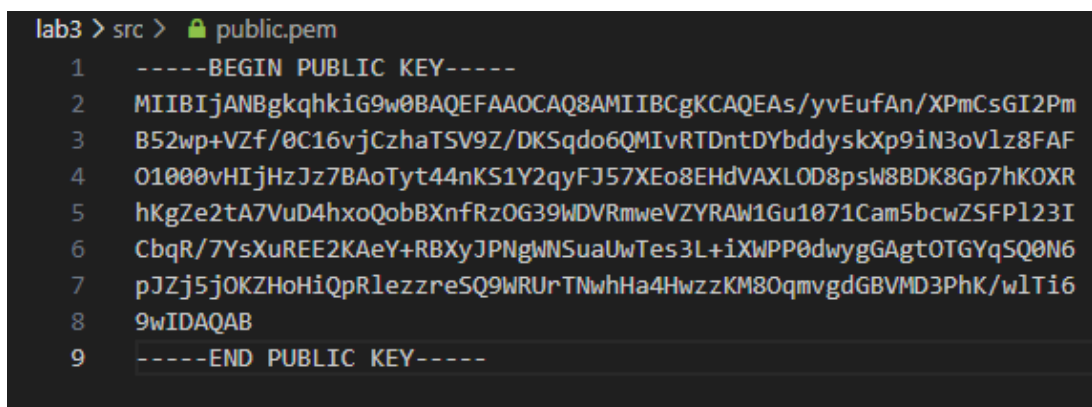 lab3 > src > public.pem
1 -----BEGIN PUBLIC KEY-----
2 MIIBIjANBgkqhkiG9w0BAQEFAAOCAQ8AMIIBCgKCAQEAs/yvEufAn/XPmCsGI2Pm
3 B52wp+VZf/0C16vjCzhaTSV9Z/DKSqdo6QMIvRTDntDYbddyskXp9iN3oVlz8FAF
4 O1000vHIjHzJz7BAoTyt44nKS1Y2qyFJ57XEo8EHdVAXLOD8psW8BDK8Gp7hKOXR
5 hKgZe2tA7VuD4hxoQobBXnfRzOG39WDVRmweVZYRAW1Gu1071Cam5bcwZSFPl23I
6 CbqR/7YsXuREE2KAeY+RBXyJPNgWNSuaUwTes3L+iXWPP0dwygGAgtOTGYqSQ0N6
7 pJZj5jOKZHoHiQpRlezzreSQ9WRUrTNwhHa4HwzzKM8OqmvgdGBVMD3PhK/wlTi6
8 9wIDAQAB
9 -----END PUBLIC KEY-----